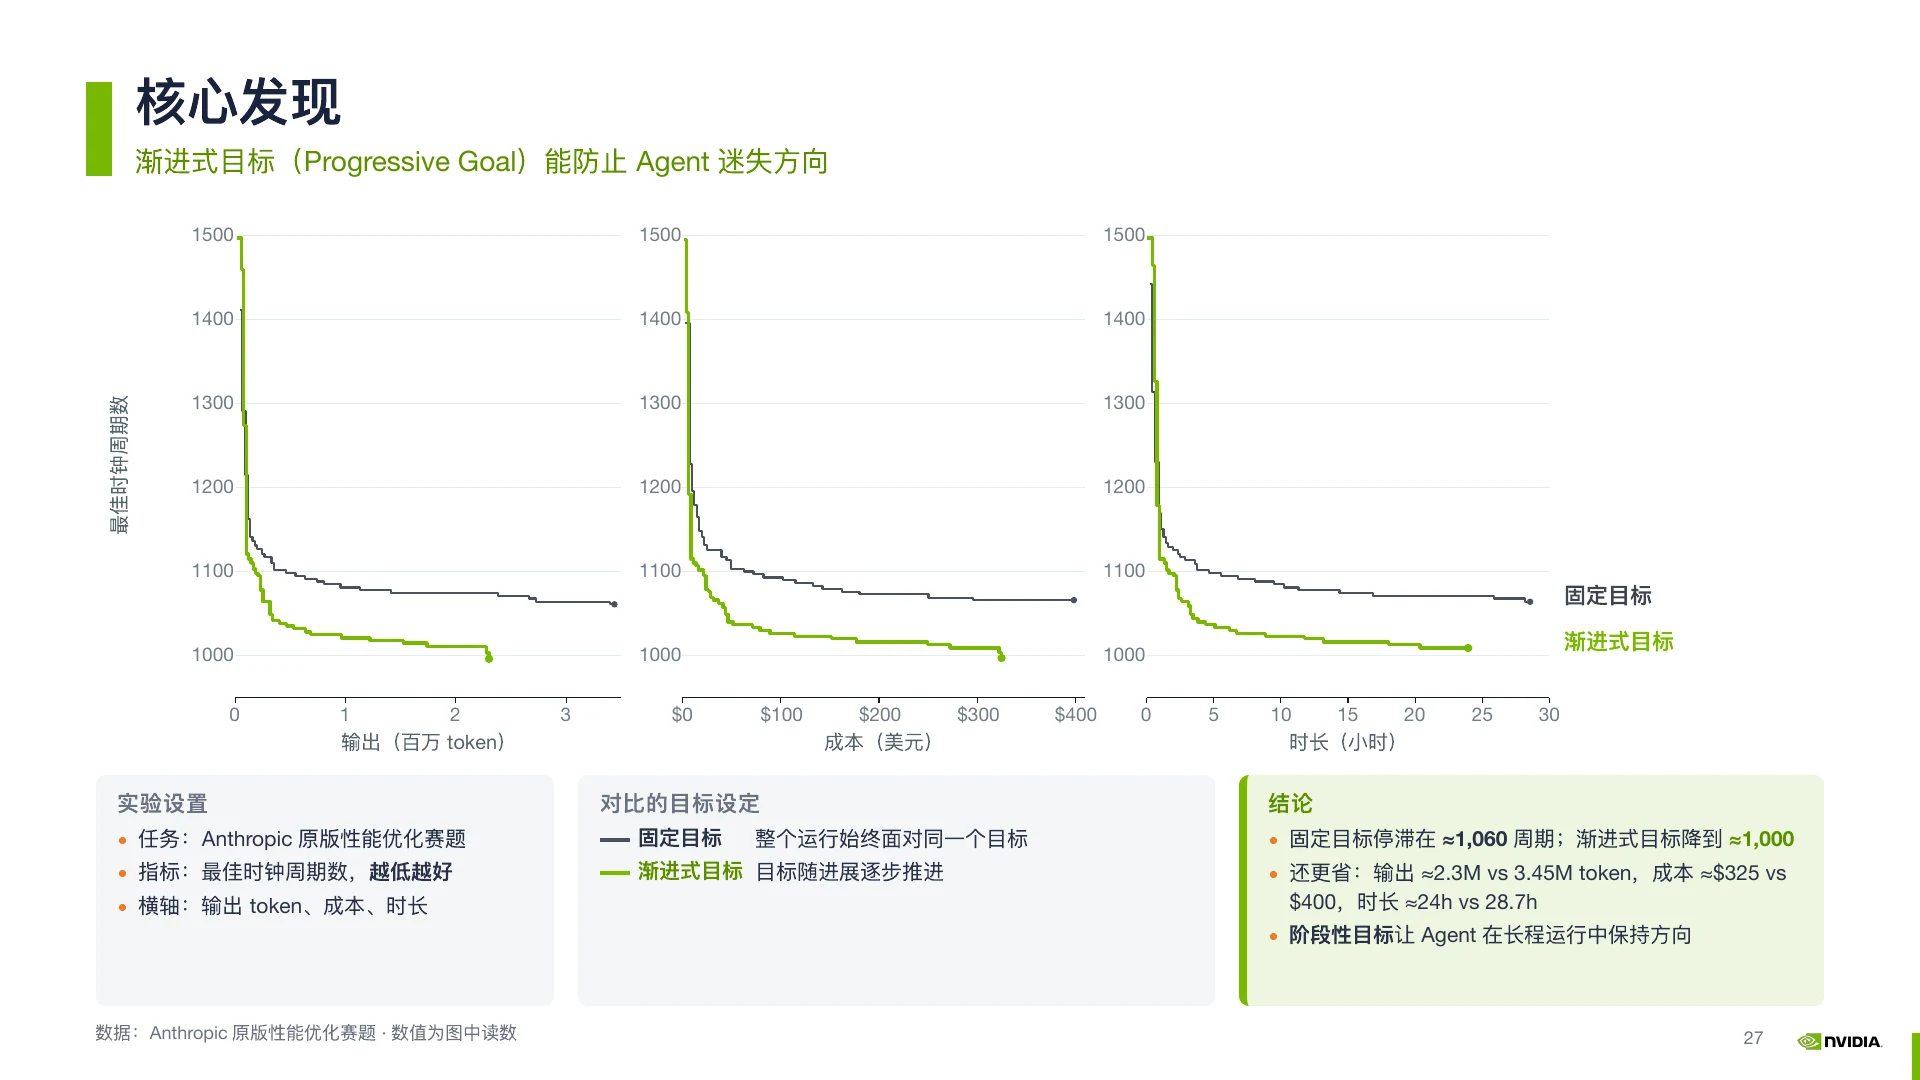 核心发现
渐进式目标（Progressive Goal）能防止 Agent 迷失方向
最佳时钟周期数
1500
1400
1300
1200
1100
1000
0 1 2 3
输出（百万 token）
1500
1400
1300
1200
1100
1000
$0 $100 $200 $300 $400
成本（美元）
1500
1400
1300
1200
1100
1000
0 5 10 15 20 25 30
时长（小时）
固定目标
渐进式目标
实验设置
• 任务：Anthropic 原版性能优化赛题
• 指标：最佳时钟周期数，越低越好
• 横轴：输出 token、成本、时长
对比的目标设定
固定目标 整个运行始终面对同一个目标
渐进式目标 目标随进展逐步推进
结论
• 固定目标停滞在 ≈1,060 周期；渐进式目标降到 ≈1,000
• 还更省：输出 ≈2.3M vs 3.45M token，成本 ≈$325 vs
$400，时长 ≈24h vs 28.7h
• 阶段性目标让 Agent 在长程运行中保持方向
数据：Anthropic 原版性能优化赛题 · 数值为图中读数
27
NVIDIA